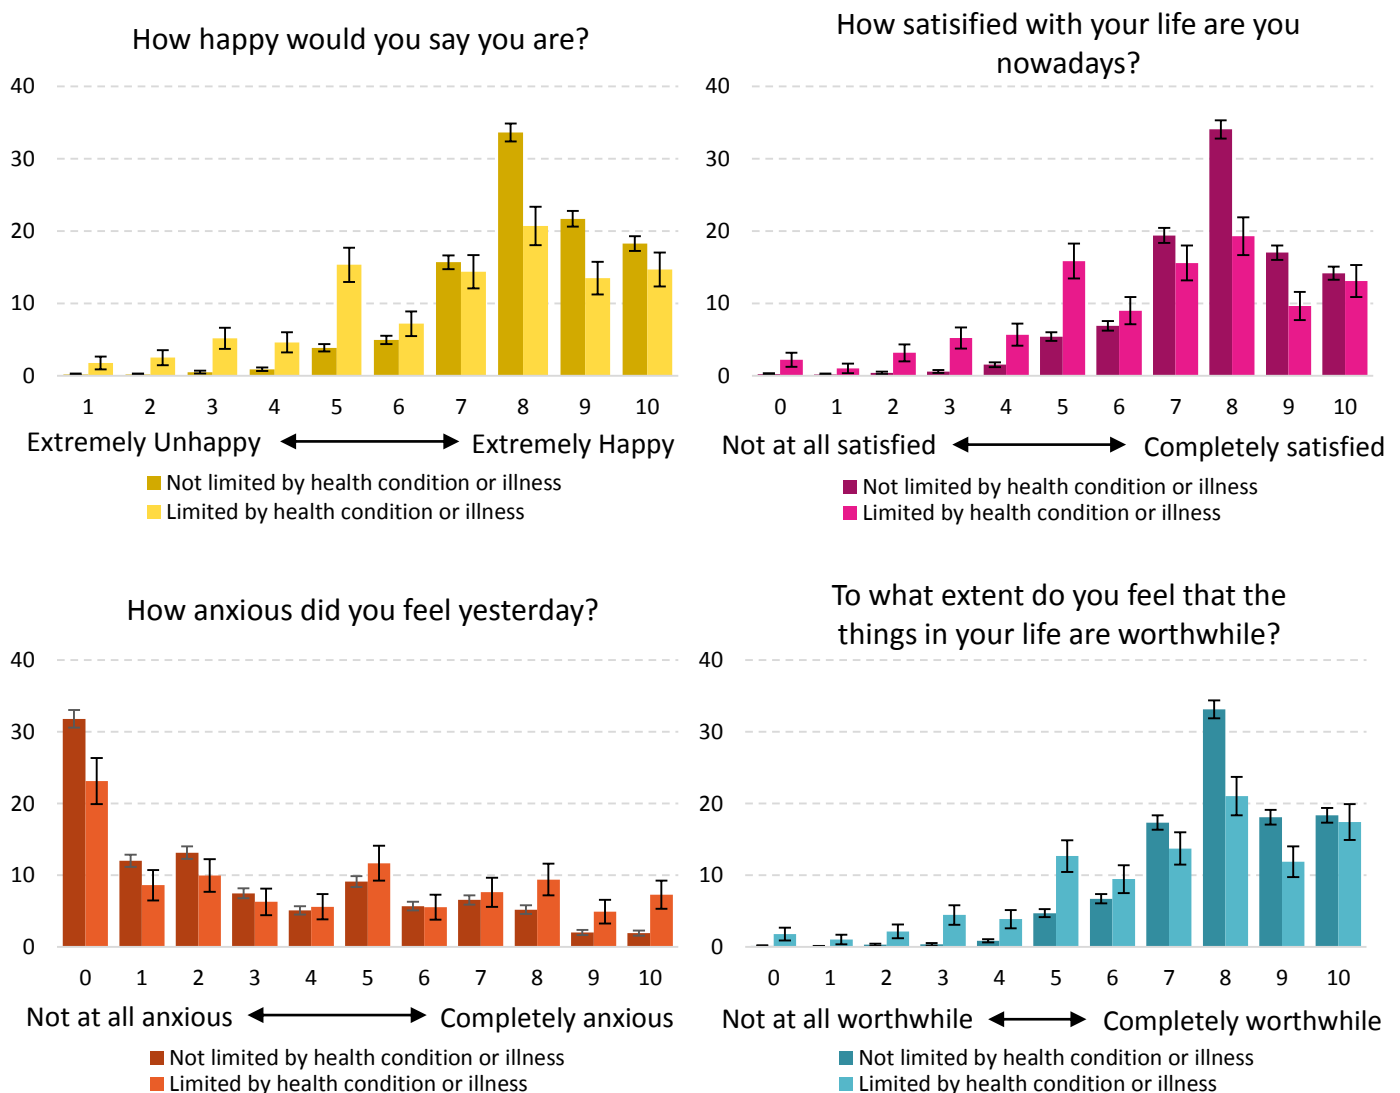 How happy would you say you are?
40
30
20
10
0
1 2 3 4 5 6 7 8 9 10
Extremely Unhappy Extremely Happy
Not limited by health condition or illness
Limited by health condition or illness
How satisified with your life are you
nowadays?
40
30
20
10
0
0 1 2 3 4 5 6 7 8 9 10
Not at all satisfied Completely satisfied
Not limited by health condition or illness
Limited by health condition or illness
How anxious did you feel yesterday?
40
30
20
10
0
0 1 2 3 4 5 6 7 8 9 10
Not at all anxious Completely anxious
Not limited by health condition or illness
Limited by health condition or illness
To what extent do you feel that the
things in your life are worthwhile?
40
30
20
10
0
0 1 2 3 4 5 6 7 8 9 10
Not at all worthwhile Completely worthwhile
Not limited by health condition or illness
Limited by health condition or illness